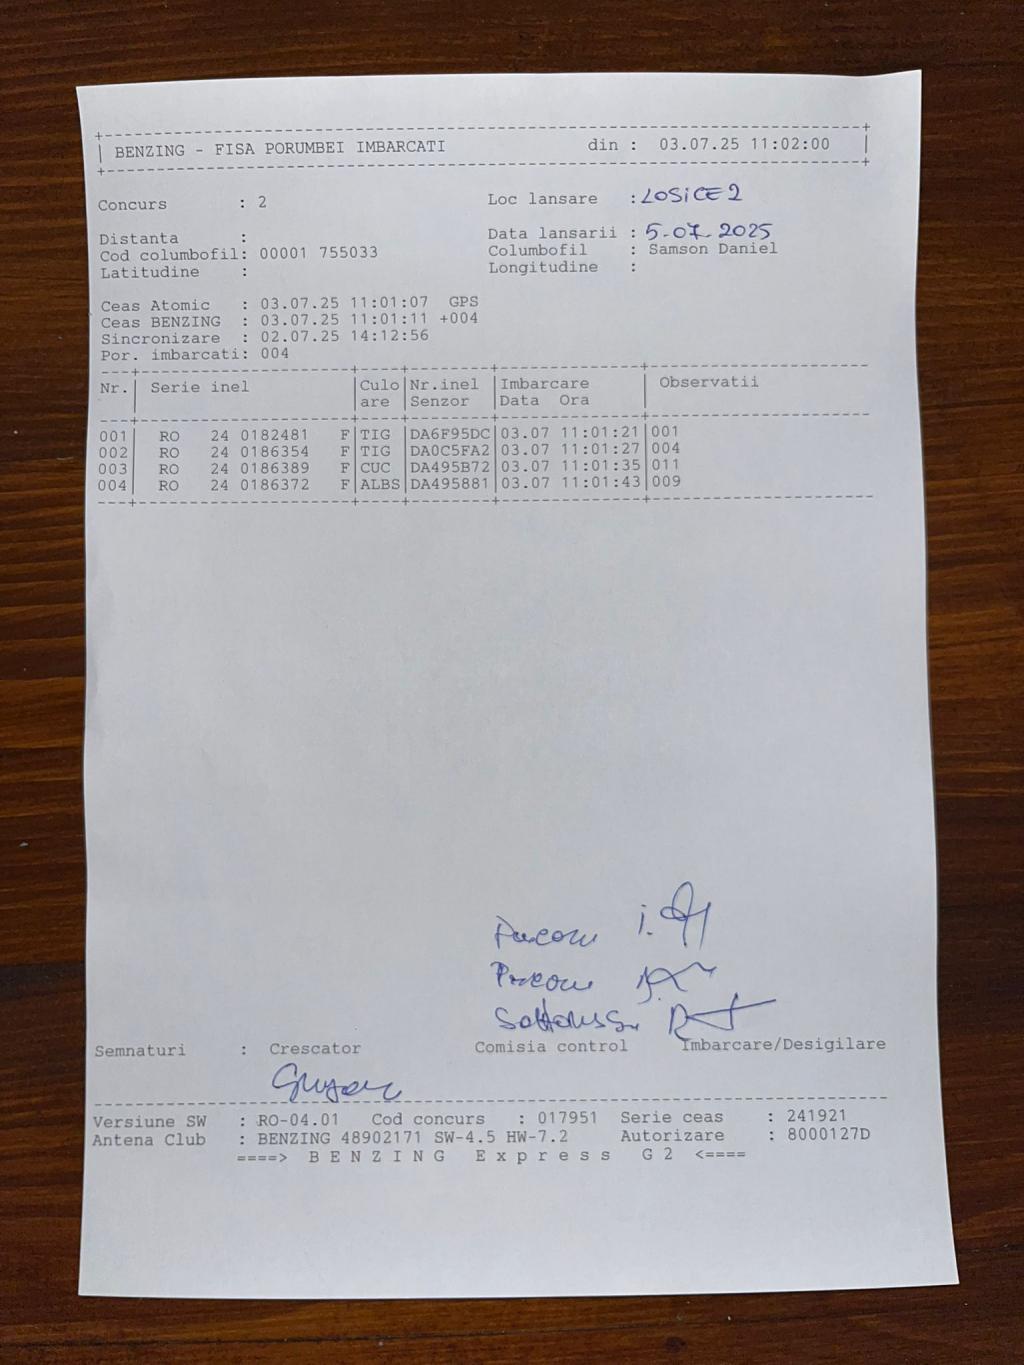 BENZING - FISA PORUMBEI IMBARCATI din : 03.07.25 11:02:00
Concurs : 2 Loc lansare : LOSiCE 2
Distanta : Data lansarii : 5-07.2025
Cod columbofil: 00001 755033 Columbofil : Samson Daniel
Latitudine : Longitudine :
Ceas Atomic : 03.07.25 11:01:07 GPS
Ceas BENZING : 03.07.25 11:01:11 +004
Sincronizare : 02.07.25 14:12:56
Por. imbarcati: 004
Nr. Serie inel Culo Nr.inel Imbarcare Observatii
are Senzor Data Ora
001 RO 24 0182481 F TIG DA6F95DC 03.07 11:01:21 001
002 RO 24 0186354 F TIG DA0C5FA2 03.07 11:01:27 004
003 RO 24 0186389 F CUC DA495B72 03.07 11:01:35 011
004 RO 24 0186372 F ALBS DA495881 03.07 11:01:43 009
Semnaturi : Crescator Comisia control Imbarcare/Desigilare
Versiune SW : RO-04.01 Cod concurs : 017951 Serie ceas : 241921
Antena Club : BENZING 48902171 SW-4.5 HW-7.2 Autorizare : 8000127D
====> B E N Z I N G E x p r e s s G 2 <====